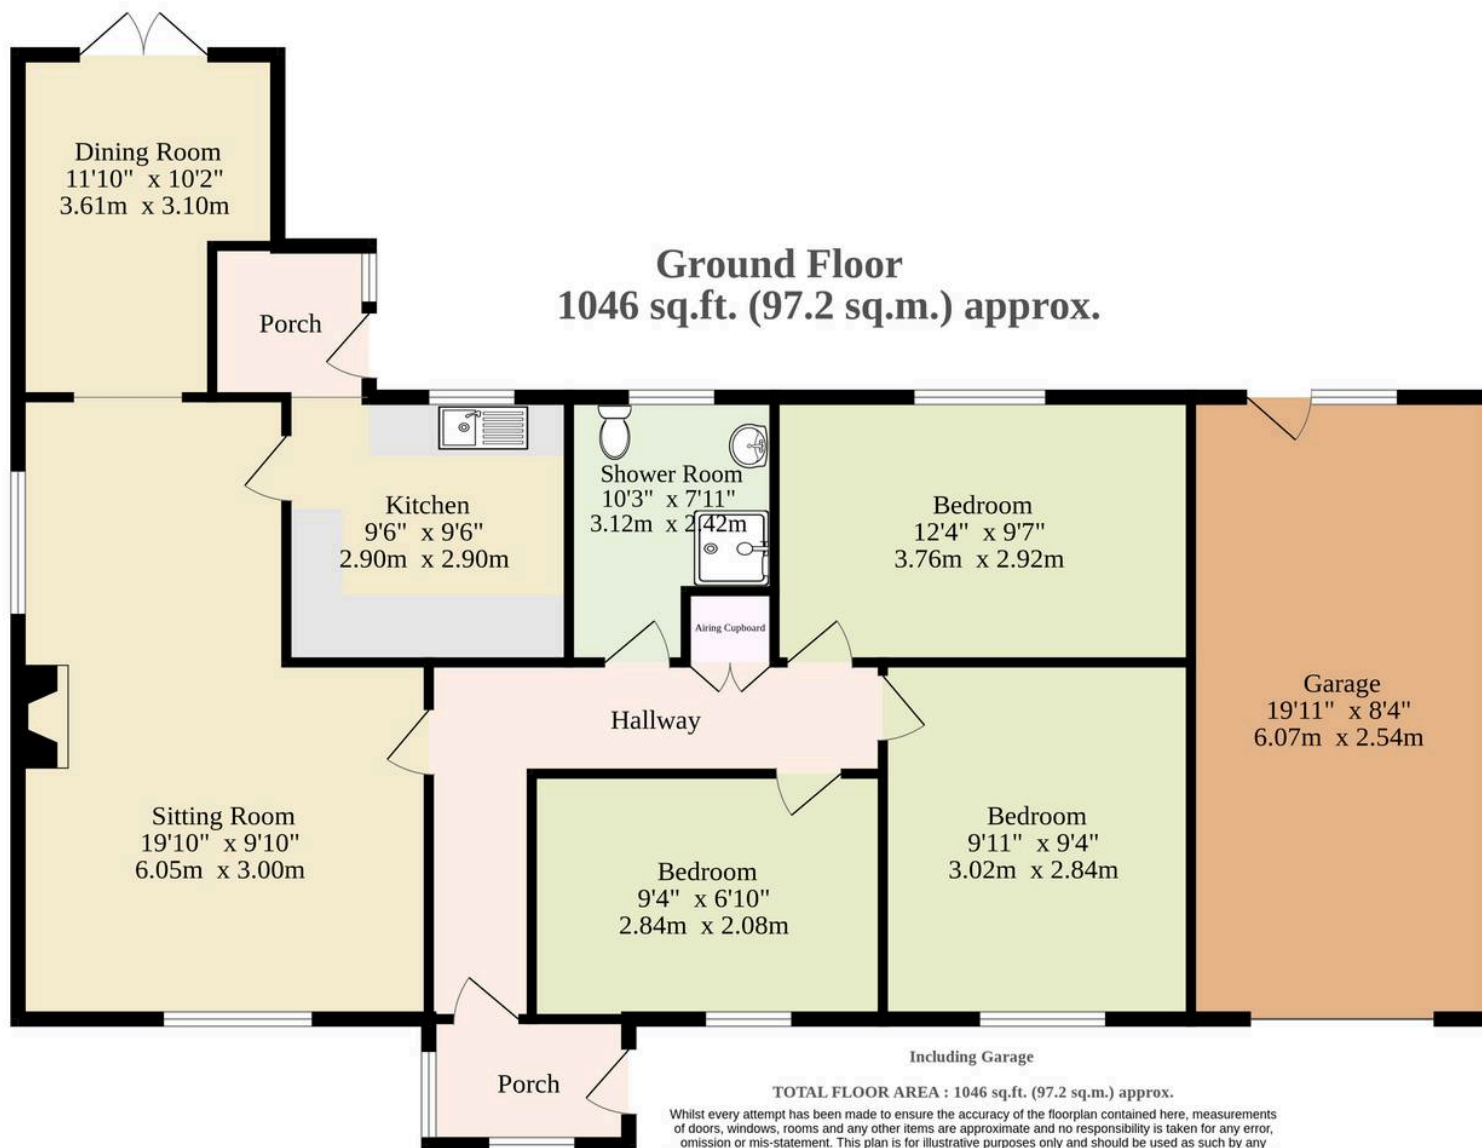 Dining Room
11'10" x 10'2"
3.61m x 3.10m
Ground Floor
1046 sq.ft. (97.2 sq.m.) approx.
Porch
Kitchen
9'6" x 9'6"
2.90m x 2.90m
Shower Room
10'3" x 7'11"
3.12m x 2.42m
Bedroom
12'4" x 9'7"
3.76m x 2.92m
Airing Cupboard
Hallway
Garage
19'11" x 8'4"
6.07m x 2.54m
Sitting Room
19'10" x 9'10"
6.05m x 3.00m
Bedroom
9'4" x 6'10"
2.84m x 2.08m
Bedroom
9'11" x 9'4"
3.02m x 2.84m
Porch
Including Garage
TOTAL FLOOR AREA : 1046 sq.ft. (97.2 sq.m.) approx.
Whilst every attempt has been made to ensure the accuracy of the floorplan contained here, measurements
of doors, windows, rooms and any other items are approximate and no responsibility is taken for any error,
omission or mis-statement. This plan is for illustrative purposes only and should be used as such by any